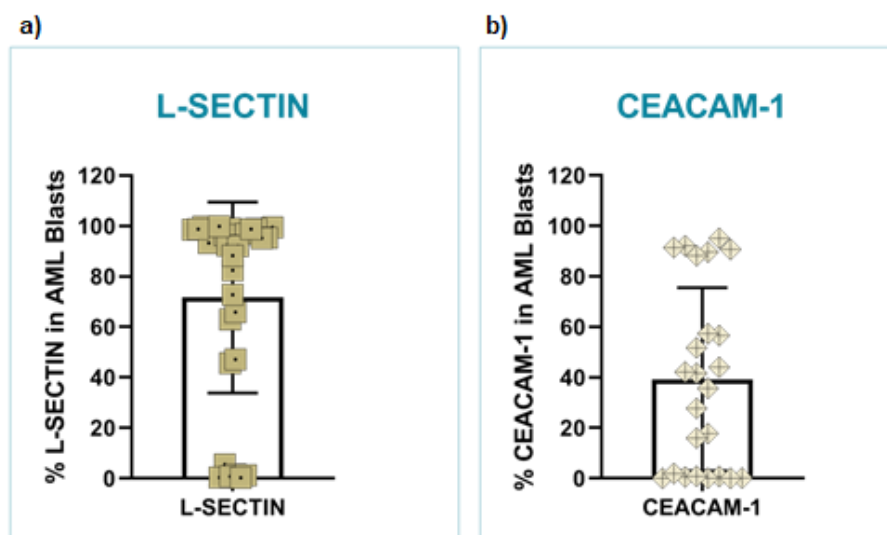 a)
L-SECTIN
% L-SECTIN in AML Blasts
120
100
80
60
40
20
0
L-SECTIN
b)
CEACAM-1
% CEACAM-1 in AML Blasts
120
100
80
60
40
20
0
CEACAM-1